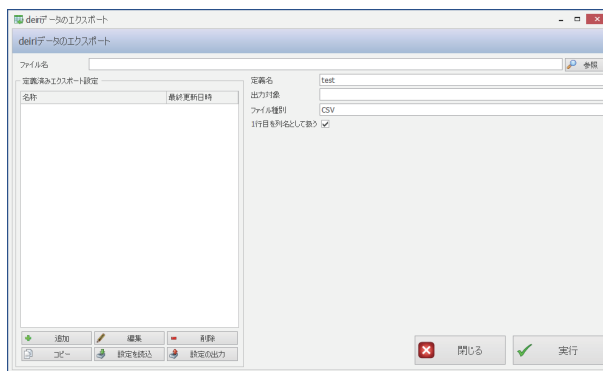 deiriデータのエクスポート
deiriデータのエクスポート
ファイル名 参照
定義済みエクスポート設定
名称 最終更新日時
定義名 test
出力対象
ファイル種別 CSV
1行目を列名として扱う
追加 編集 削除
コピー 設定を読込 設定の出力
閉じる 実行